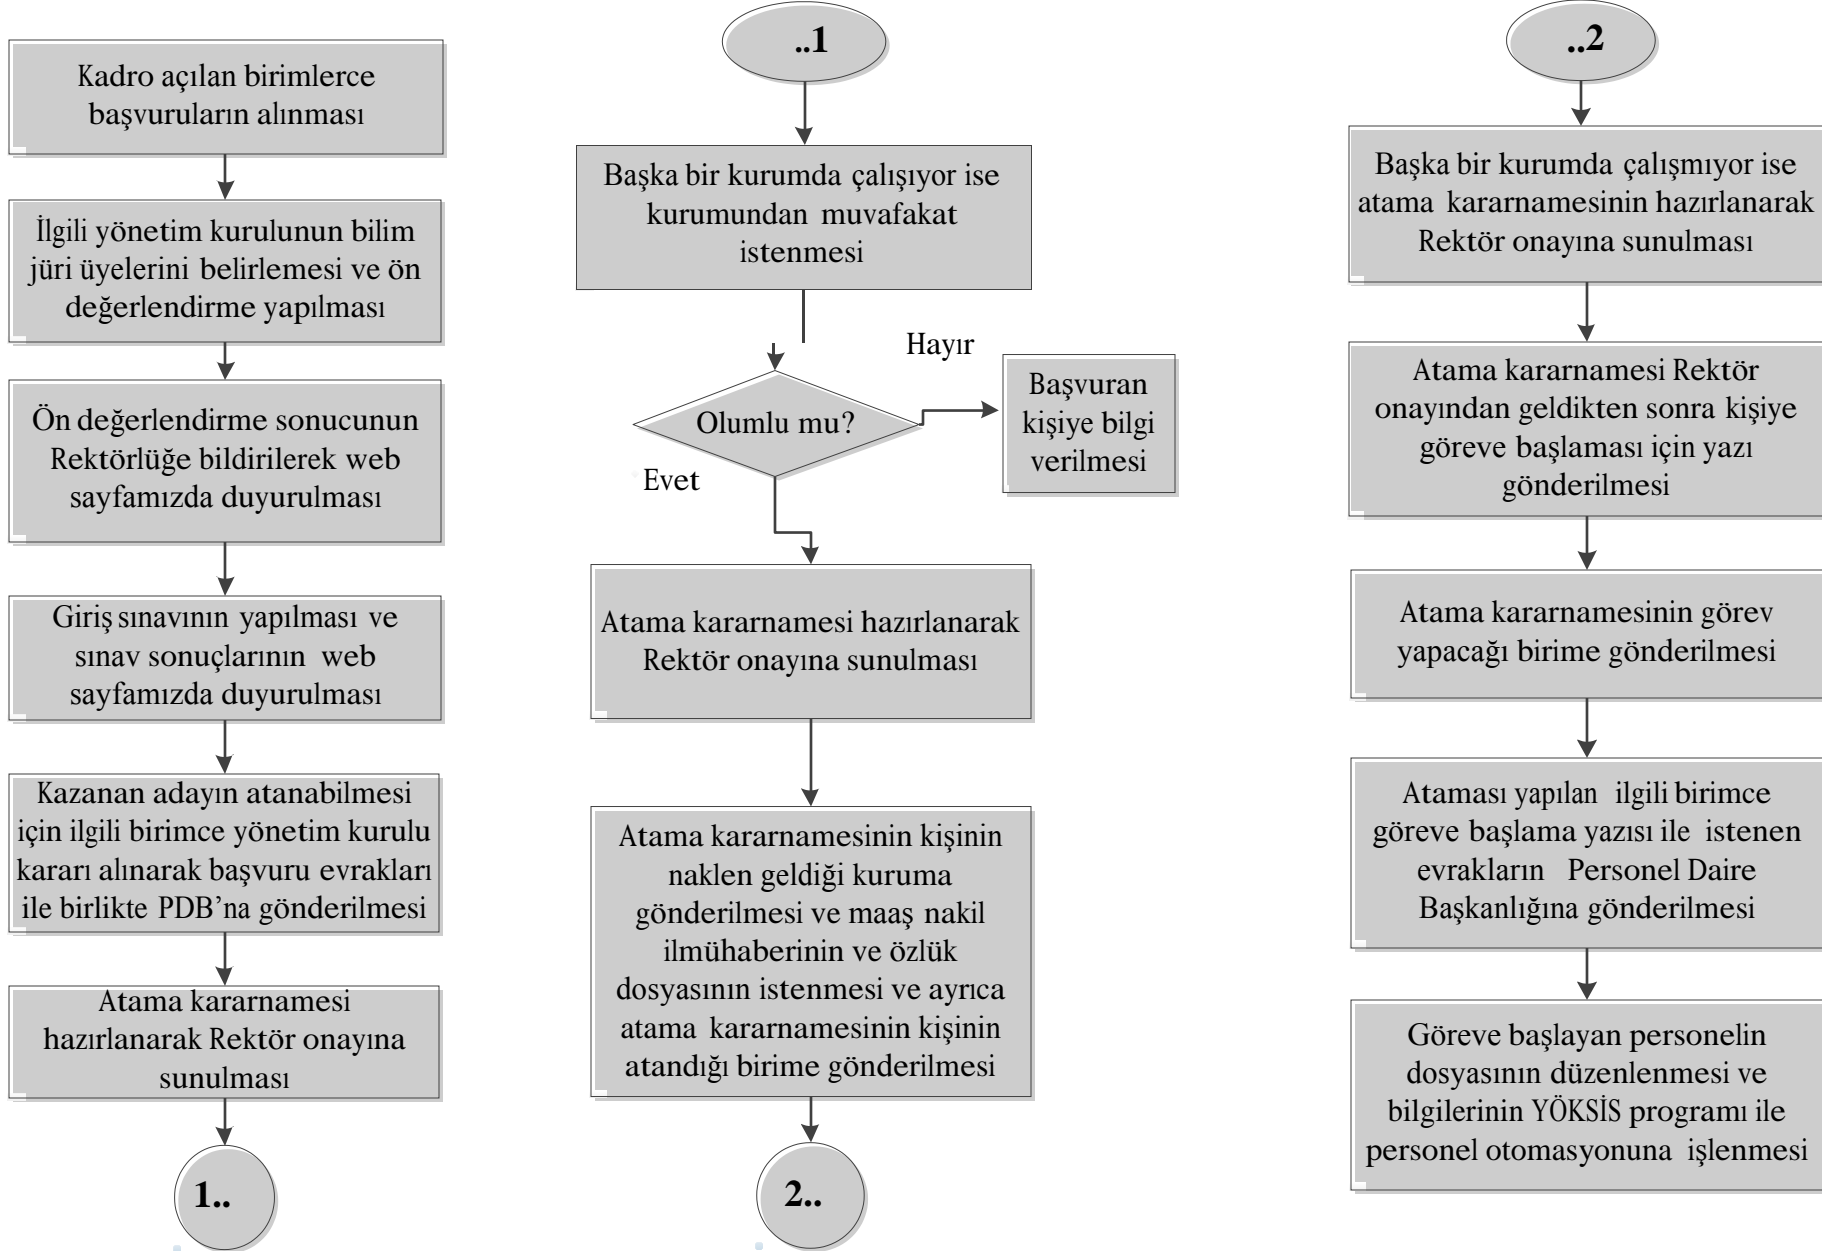 Kadro açılan birimlerce
başvuruların alınması
İlgili yönetim kurulunun bilim
jüri üyelerini belirlemesi ve ön
değerlendirme yapılması
Ön değerlendirme sonucunun
Rektörlüğe bildirilerek web
sayfamızda duyurulması
Giriş sınavının yapılması ve
sınav sonuçlarının web
sayfamızda duyurulması
Kazanan adayın atanabilmesi
için ilgili birimce yönetim kurulu
kararı alınarak başvuru evrakları
ile birlikte PDB’na gönderilmesi
Atama kararnamesi
hazırlanarak Rektör onayına
sunulması
1..
..1
Başka bir kurumda çalışıyor ise
kurumundan muvafakat
istenmesi
Olumlu mu?
Hayır
Başvuran
kişiye bilgi
verilmesi
Evet
Atama kararnamesi hazırlanarak
Rektör onayına sunulması
Atama kararnamesinin kişinin
naklen geldiği kuruma
gönderilmesi ve maaş nakil
ilmühaberinin ve özlük
dosyasının istenmesi ve ayrıca
atama kararnamesinin kişinin
atandığı birime gönderilmesi
2..
..2
Başka bir kurumda çalışmıyor ise
atama kararnamesinin hazırlanarak
Rektör onayına sunulması
Atama kararnamesi Rektör
onayından geldikten sonra kişiye
göreve başlaması için yazı
gönderilmesi
Atama kararnamesinin görev
yapacağı birime gönderilmesi
Ataması yapılan ilgili birimce
göreve başlama yazısı ile istenen
evrakların Personel Daire
Başkanlığına gönderilmesi
Göreve başlayan personelin
dosyasının düzenlenmesi ve
bilgilerinin YÖKSİS programı ile
personel otomasyonuna işlenmesi